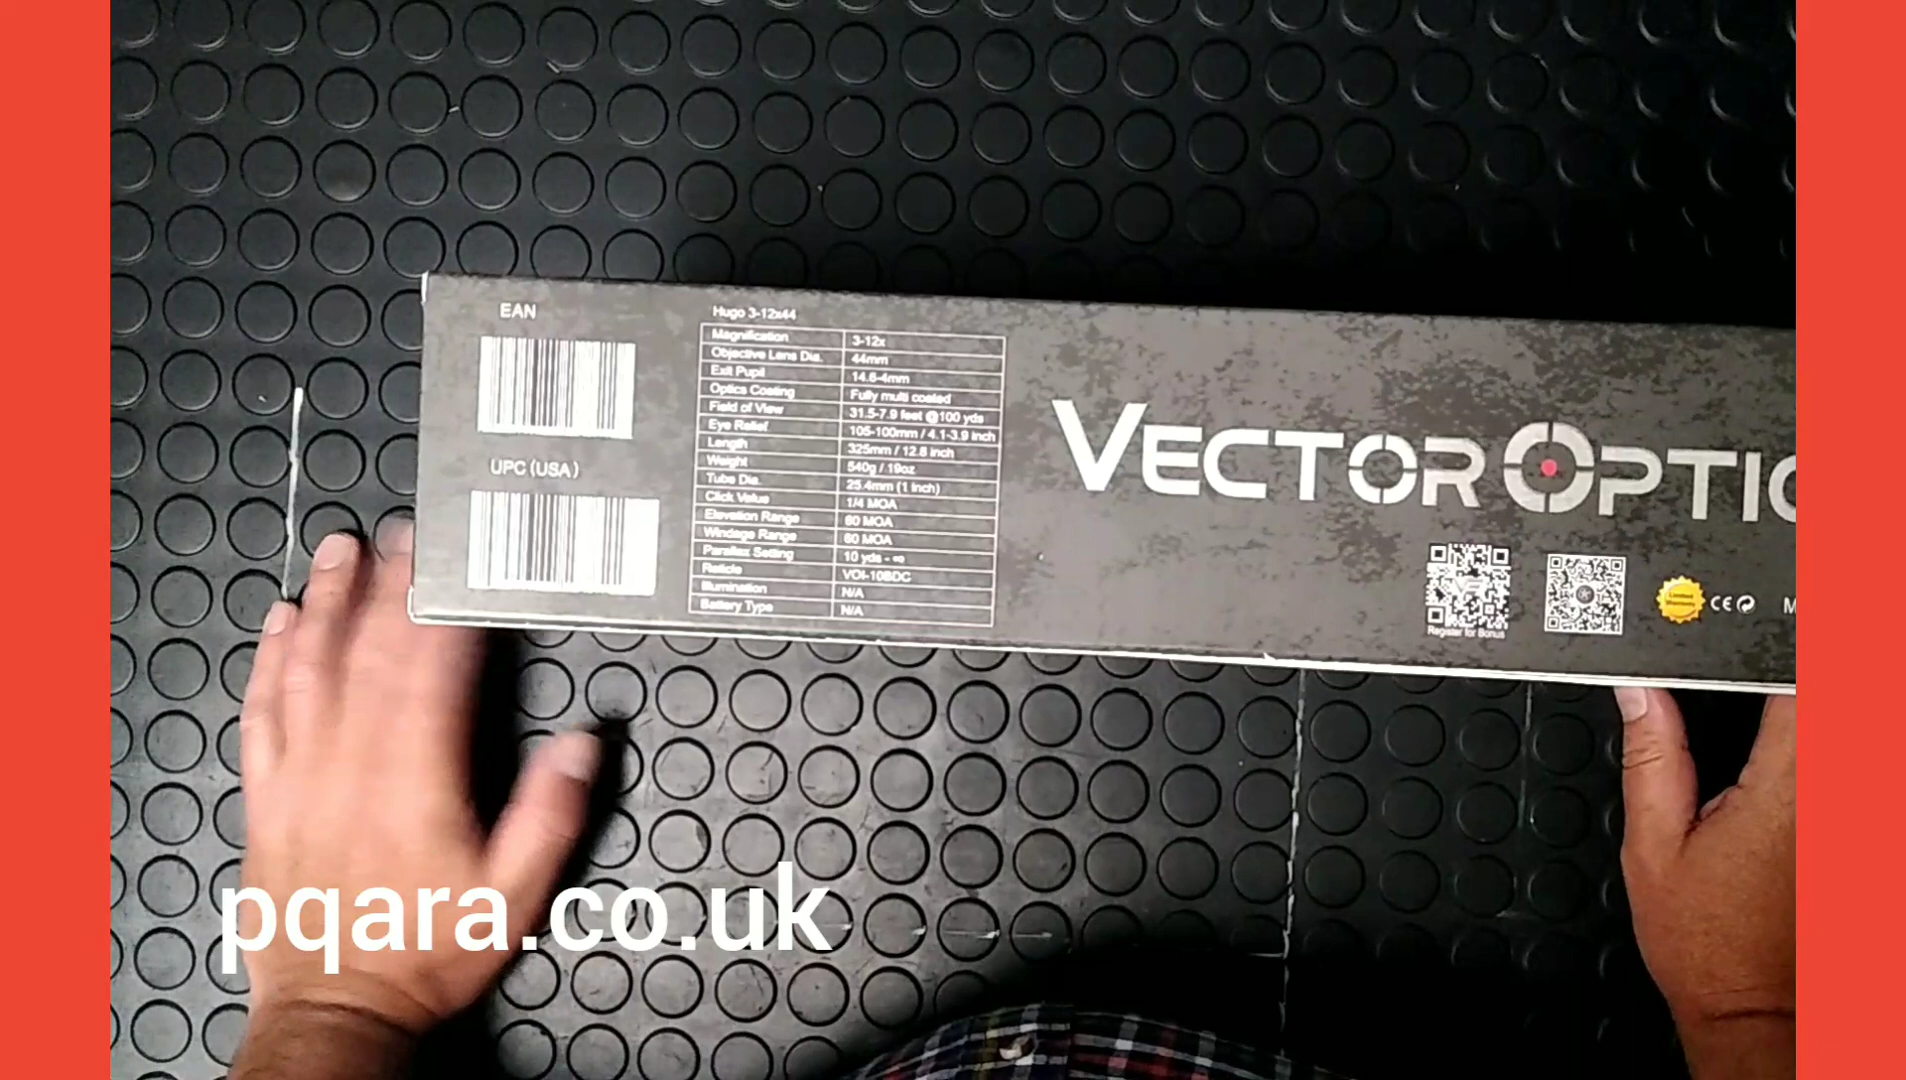 EAN
UPC (USA)
Hugo 3-12x44
Magnification 3-12x
Objective Lens Dia. 44mm
Exit Pupil 14.6-4mm
Optics Coating Fully multi coated
Field of View 31.5-7.9 feet @100 yds
Eye Relief 105-100mm / 4.1-3.9 inch
Length 325mm / 12.8 inch
Weight 540g / 19oz
Tube Dia. 25.4mm (1 inch)
Click Value 1/4 MOA
Elevation Range 60 MOA
Windage Range 60 MOA
Parallax Setting 10 yds - ∞
Reticle VOI-10BDC
Illumination N/A
Battery Type N/A
VECTOR OPTIC
Register for Bonus
Limited
Warranty
CE
M
pqara.co.uk